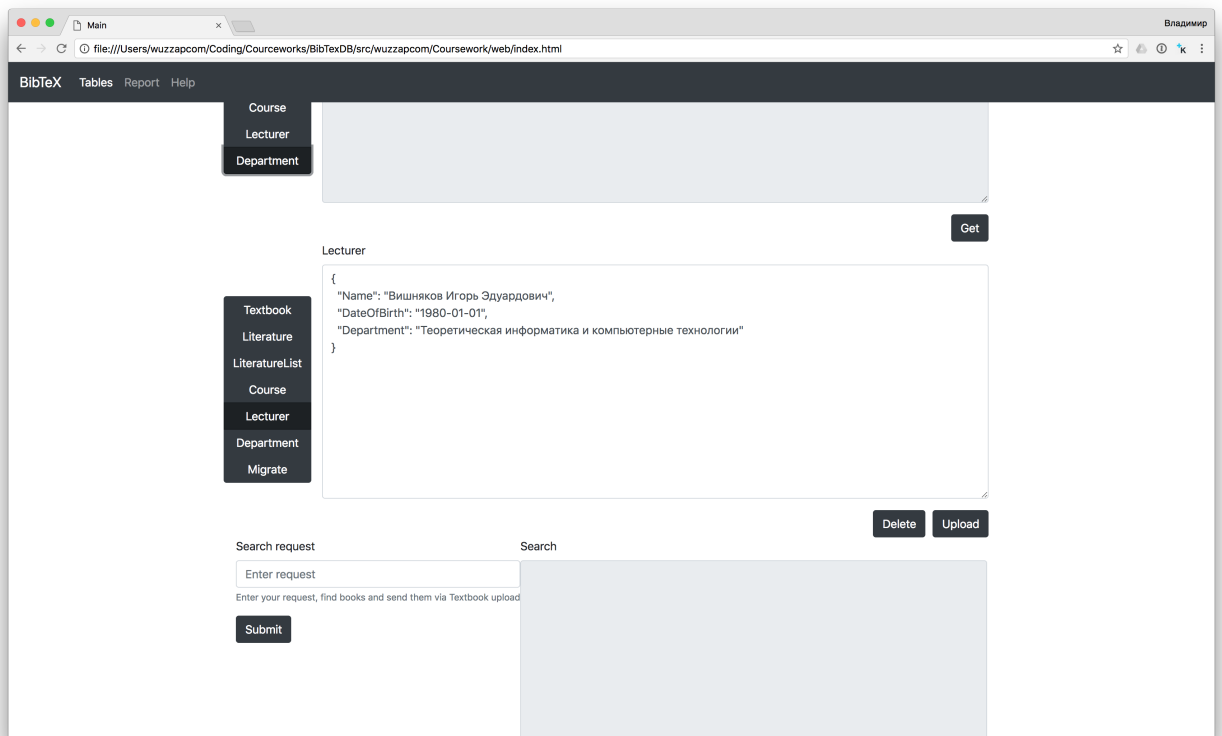 Main
Владимир
file:///Users/wuzzapcom/Coding/Courceworks/BibTexDB/src/wuzzapcom/Coursework/web/index.html
BibTeX Tables Report Help
Course
Lecturer
Department
Get
Lecturer
{
"Name": "Вишняков Игорь Эдуардович",
"DateOfBirth": "1980-01-01",
"Department": "Теоретическая информатика и компьютерные технологии"
}
Textbook
Literature
LiteratureList
Course
Lecturer
Department
Migrate
Delete Upload
Search request
Enter request
Enter your request, find books and send them via Textbook upload
Submit
Search